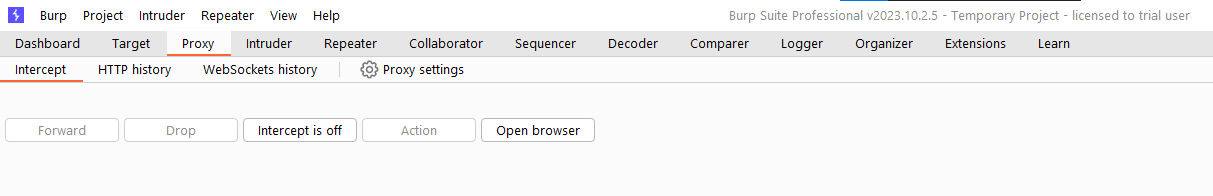 Burp Project Intruder Repeater View Help Burp Suite Professional v2023.10.2.5 - Temporary Project - licensed to trial user
Dashboard Target Proxy Intruder Repeater Collaborator Sequencer Decoder Comparer Logger Organizer Extensions Learn
Intercept HTTP history WebSockets history Proxy settings
Forward Drop Intercept is off Action Open browser